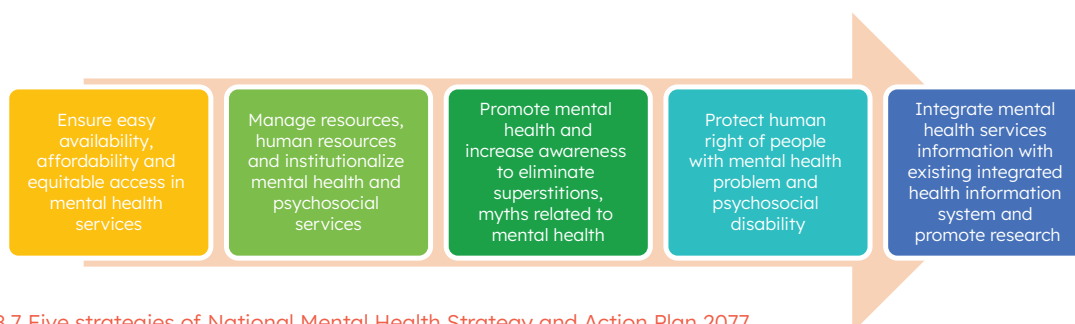 Ensure easy
availability,
affordability and
equitable access in
mental health
services
Manage resources,
human resources
and institutionalize
mental health and
psychosocial
services
Promote mental
health and
increase awareness
to eliminate
superstitions,
myths related to
mental health
Protect human
right of people
with mental health
problem and
psychosocial
disability
Integrate mental
health services
information with
existing integrated
health information
system and
promote research
3.7 Five strategies of National Mental Health Strategy and Action Plan 2077